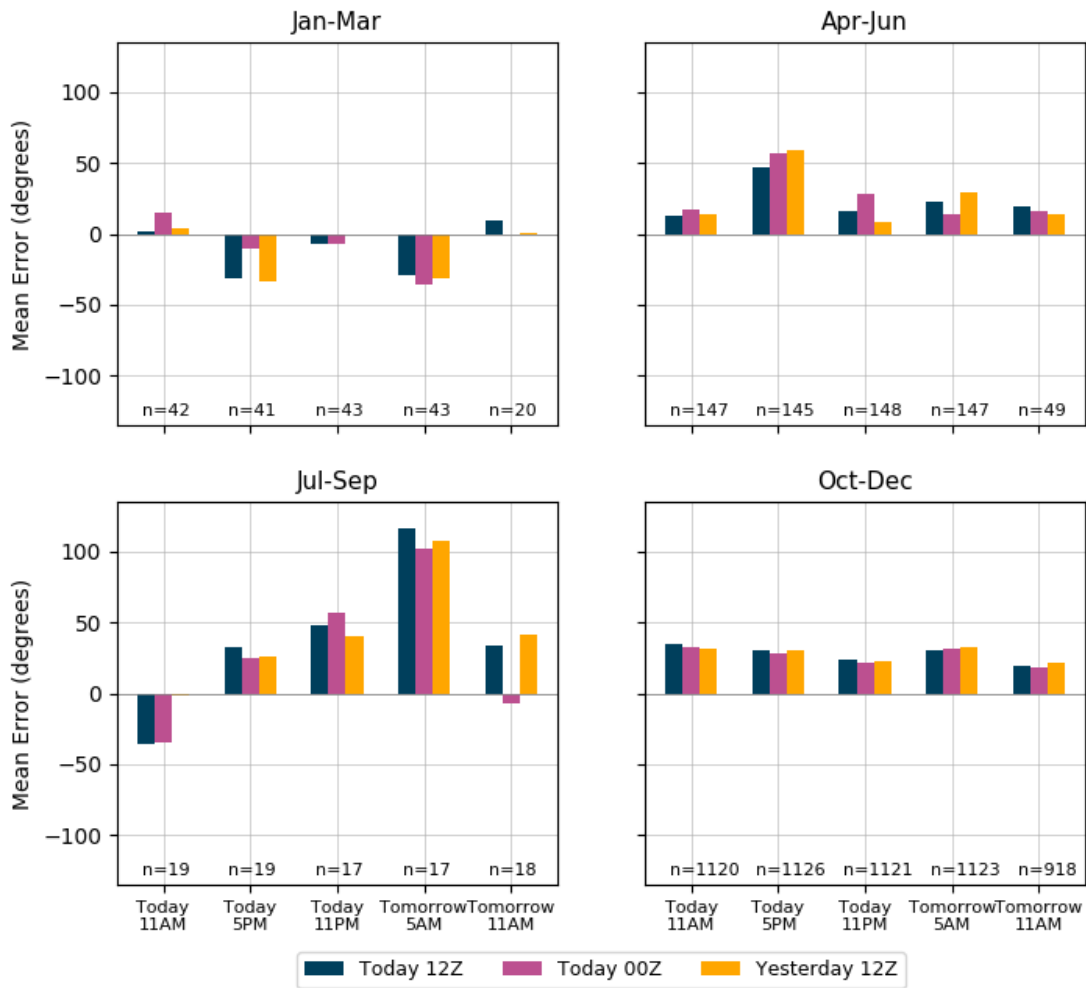 Jan-Mar
Apr-Jun
Mean Error (degrees)
100
50
0
−50
−100
n=42 n=41 n=43 n=43 n=20
n=147 n=145 n=148 n=147 n=49
Jul-Sep
Oct-Dec
Mean Error (degrees)
100
50
0
−50
−100
n=19 n=19 n=17 n=17 n=18
n=1120 n=1126 n=1121 n=1123 n=918
Today Today Today Tomorrow Tomorrow
11AM 5PM 11PM 5AM 11AM
Today Today Today Tomorrow Tomorrow
11AM 5PM 11PM 5AM 11AM
Today 12Z Today 00Z Yesterday 12Z